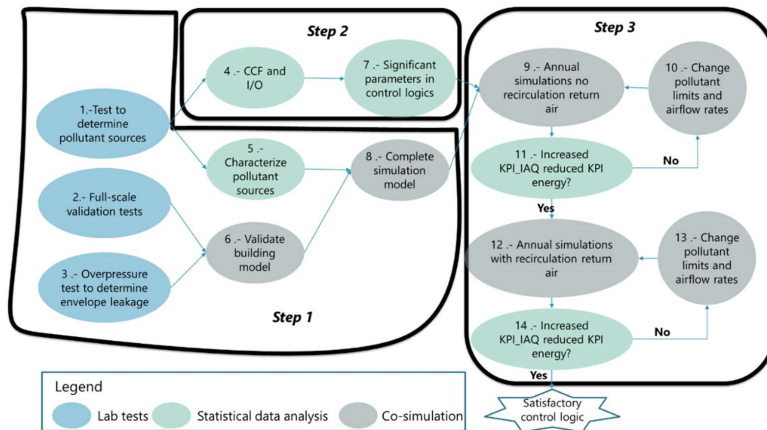 Step 2
Step 3
4 .- CCF and
I/O
7 .- Significant
parameters in
control logics
9 .- Annual
simulations no
recirculation return
air
10 .- Change
pollutant
limits and
airflow rates
1.-Test to
determine
pollutant sources
5 .-
Characterize
pollutant
sources
8 .- Complete
simulation
model
11 .- Increased
KPI_IAQ reduced KPI
energy?
No
Yes
2.- Full-scale
validation tests
6 .- Validate
building
model
12 .- Annual simulations
with recirculation return
air
13 .- Change
pollutant
limits and
airflow rates
3 .- Overpressure
test to determine
envelope leakage
Step 1
14 .- Increased
KPI_IAQ reduced KPI
energy?
No
Yes
Legend
Lab tests
Statistical data analysis
Co-simulation
Satisfactory
control logic